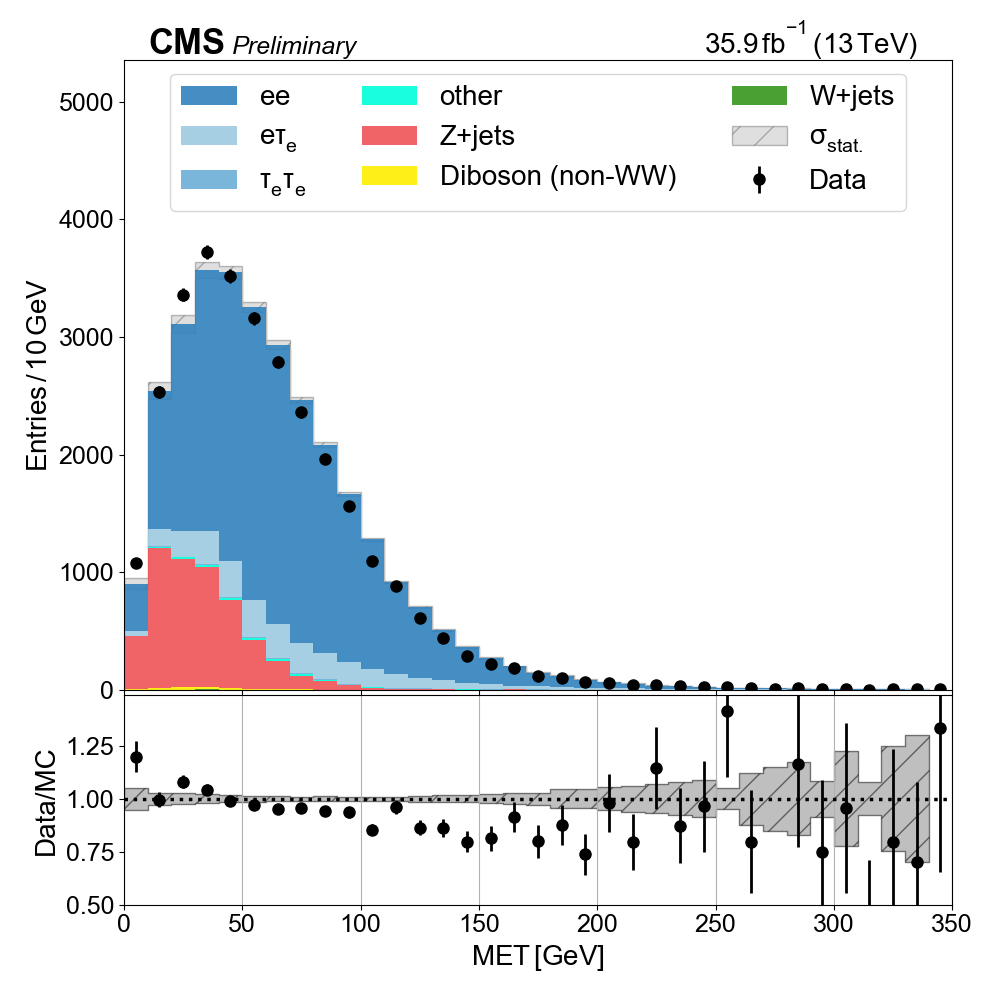 CMS Preliminary 35.9 fb⁻¹ (13 TeV)
ee other W+jets
eτₑ Z+jets σstat.
τₑτₑ Diboson (non-WW) Data
Entries / 10 GeV
5000
4000
3000
2000
1000
0
Data/MC
1.25
1.00
0.75
0.50
0 50 100 150 200 250 300 350
MET [GeV]